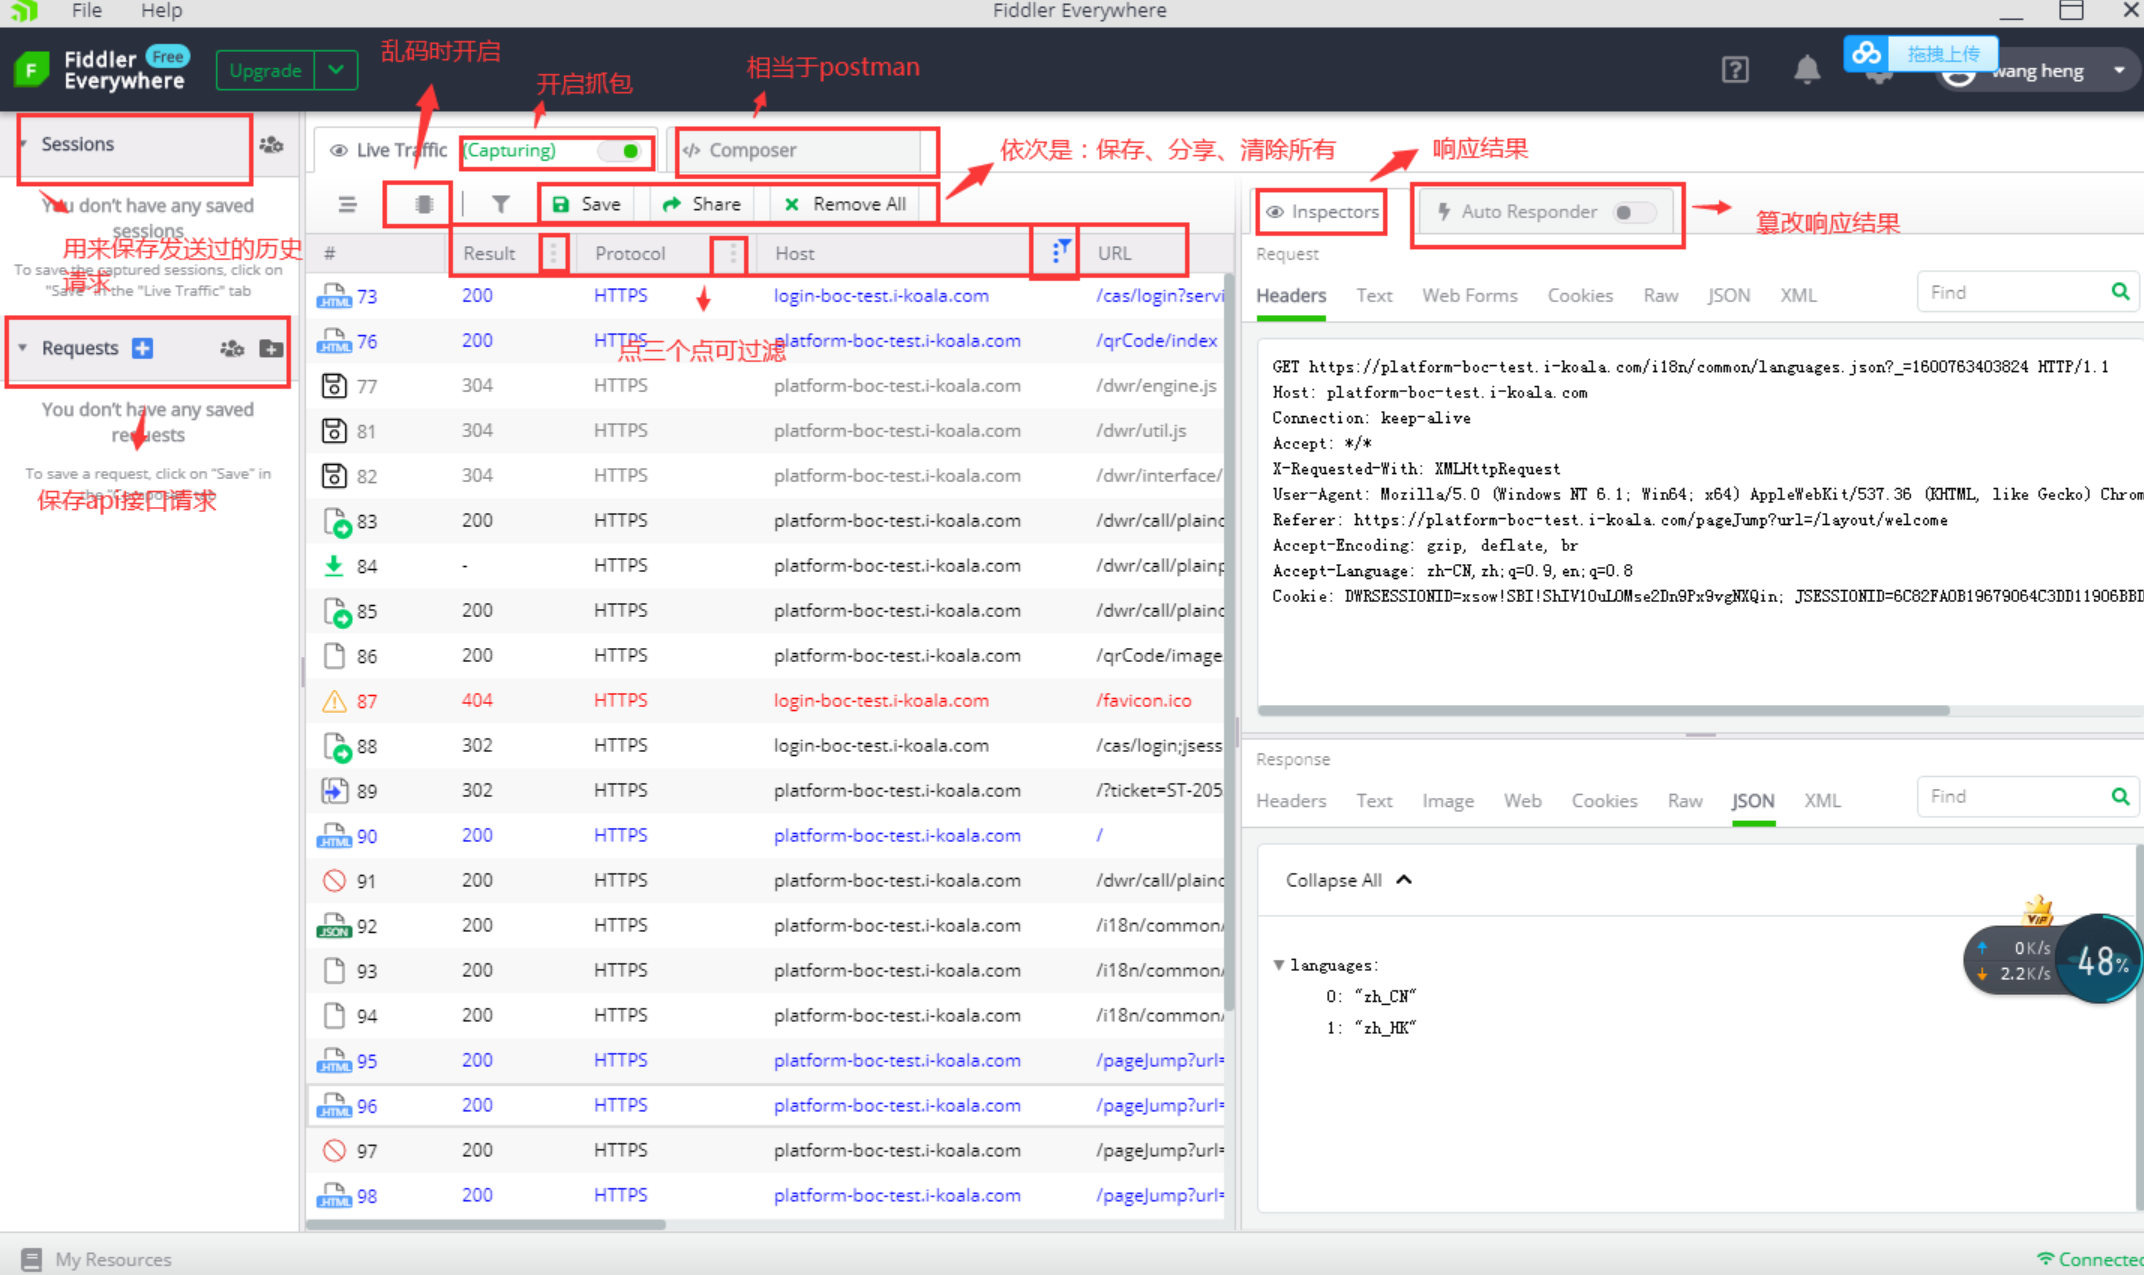 File Help Fiddler Everywhere
Fiddler Everywhere Free
Upgrade
乱码时开启
开启抓包
相当于postman
拖拽上传
wang heng
Sessions
You don't have any saved sessions
To save the captured sessions, click on "Save" in the "Live Traffic" tab
用来保存发送过的历史请求
Requests
You don't have any saved requests
To save a request, click on "Save" in
保存api接口请求
Live Traffic (Capturing)
Composer
依次是：保存、分享、清除所有
Save Share Remove All
# Result Protocol Host URL
73 200 HTTPS login-boc-test.i-koala.com /cas/login?servi
76 200 HTTPS platform-boc-test.i-koala.com /qrCode/index
点三个点可过滤
77 304 HTTPS platform-boc-test.i-koala.com /dwr/engine.js
81 304 HTTPS platform-boc-test.i-koala.com /dwr/util.js
82 304 HTTPS platform-boc-test.i-koala.com /dwr/interface/
83 200 HTTPS platform-boc-test.i-koala.com /dwr/call/plainc
84 - HTTPS platform-boc-test.i-koala.com /dwr/call/plainp
85 200 HTTPS platform-boc-test.i-koala.com /dwr/call/plainc
86 200 HTTPS platform-boc-test.i-koala.com /qrCode/image
87 404 HTTPS login-boc-test.i-koala.com /favicon.ico
88 302 HTTPS login-boc-test.i-koala.com /cas/login;jsess
89 302 HTTPS platform-boc-test.i-koala.com /?ticket=ST-205
HTML 90 200 HTTPS platform-boc-test.i-koala.com /
91 200 HTTPS platform-boc-test.i-koala.com /dwr/call/plainc
JSON 92 200 HTTPS platform-boc-test.i-koala.com /i18n/common/
93 200 HTTPS platform-boc-test.i-koala.com /i18n/common/
94 200 HTTPS platform-boc-test.i-koala.com /i18n/common/
HTML 95 200 HTTPS platform-boc-test.i-koala.com /pageJump?url=
HTML 96 200 HTTPS platform-boc-test.i-koala.com /pageJump?url=
97 200 HTTPS platform-boc-test.i-koala.com /pageJump?url=
HTML 98 200 HTTPS platform-boc-test.i-koala.com /pageJump?url=
响应结果
Inspectors
Auto Responder
篡改响应结果
Request
Headers Text Web Forms Cookies Raw JSON XML Find
GET https://platform-boc-test.i-koala.com/i18n/common/languages.json?_=1600763403824 HTTP/1.1
Host: platform-boc-test.i-koala.com
Connection: keep-alive
Accept: */*
X-Requested-With: XMLHttpRequest
User-Agent: Mozilla/5.0 (Windows NT 6.1; Win64; x64) AppleWebKit/537.36 (KHTML, like Gecko) Chrom
Referer: https://platform-boc-test.i-koala.com/pageJump?url=/layout/welcome
Accept-Encoding: gzip, deflate, br
Accept-Language: zh-CN,zh;q=0.9,en;q=0.8
Cookie: DWRSESSIONID=xsow!SBI!ShIV1OuLOMse2Dn9Px9vgNXQin; JSESSIONID=6C82FA0B19679064C3DD11906BBD
Response
Headers Text Image Web Cookies Raw JSON XML Find
Collapse All
languages:
0: "zh_CN"
1: "zh_HK"
VIP
0K/s
2.2K/s
48%
My Resources
Connected